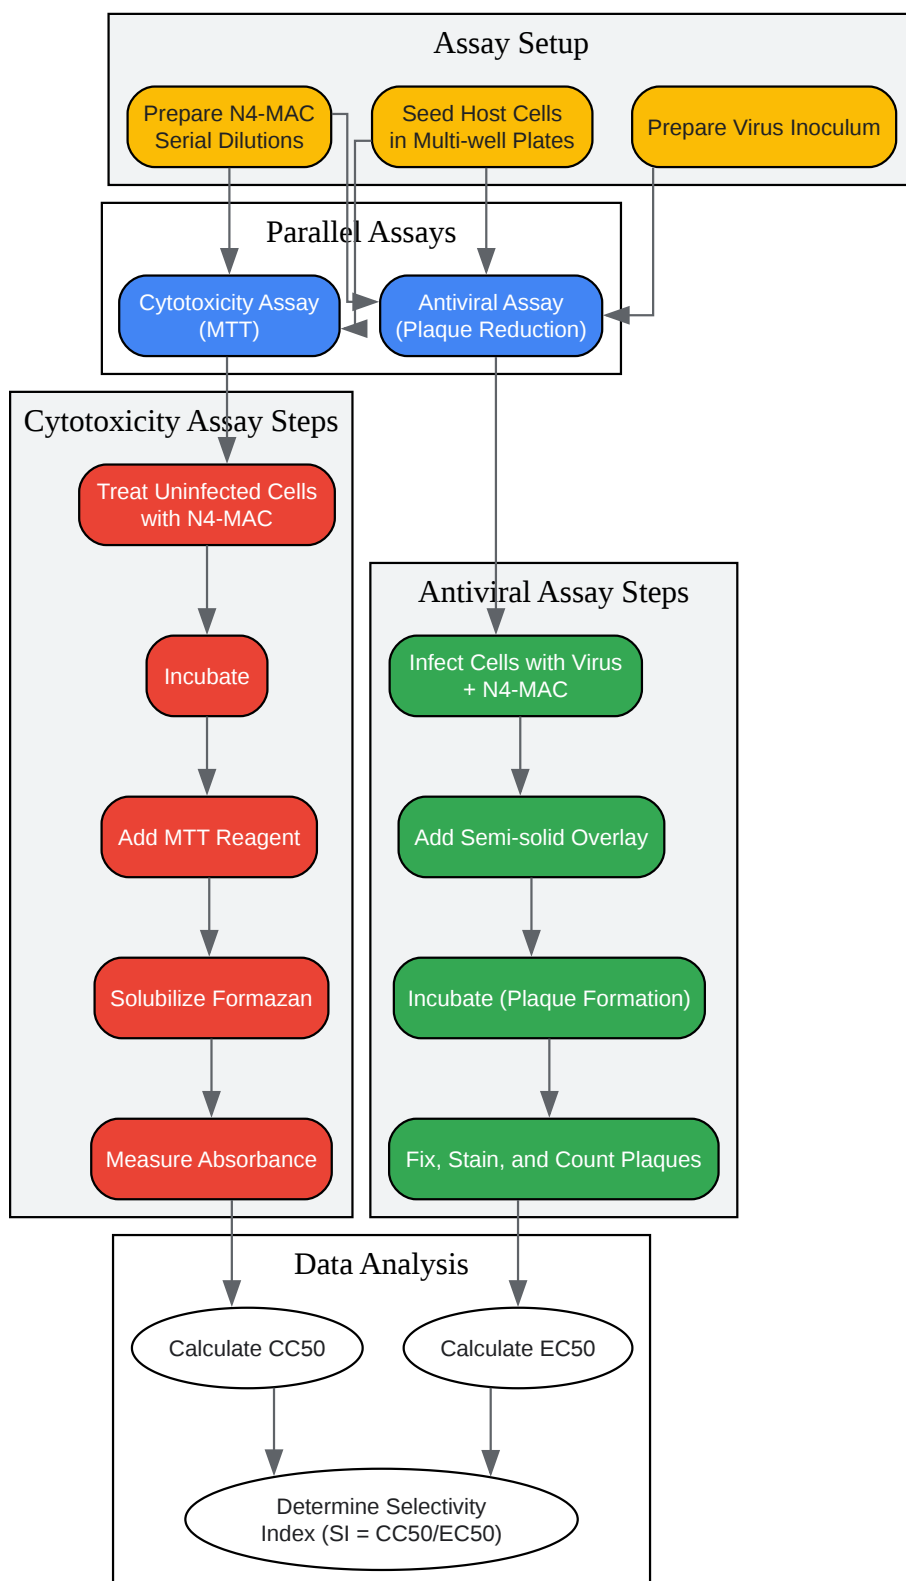 Assay Setup
Prepare N4-MAC
Serial Dilutions
Seed Host Cells
in Multi-well Plates
Prepare Virus Inoculum
Parallel Assays
Cytotoxicity Assay
(MTT)
Antiviral Assay
(Plaque Reduction)
Cytotoxicity Assay Steps
Treat Uninfected Cells
with N4-MAC
Incubate
Add MTT Reagent
Solubilize Formazan
Measure Absorbance
Antiviral Assay Steps
Infect Cells with Virus
+ N4-MAC
Add Semi-solid Overlay
Incubate (Plaque Formation)
Fix, Stain, and Count Plaques
Data Analysis
Calculate CC50
Calculate EC50
Determine Selectivity
Index (SI = CC50/EC50)